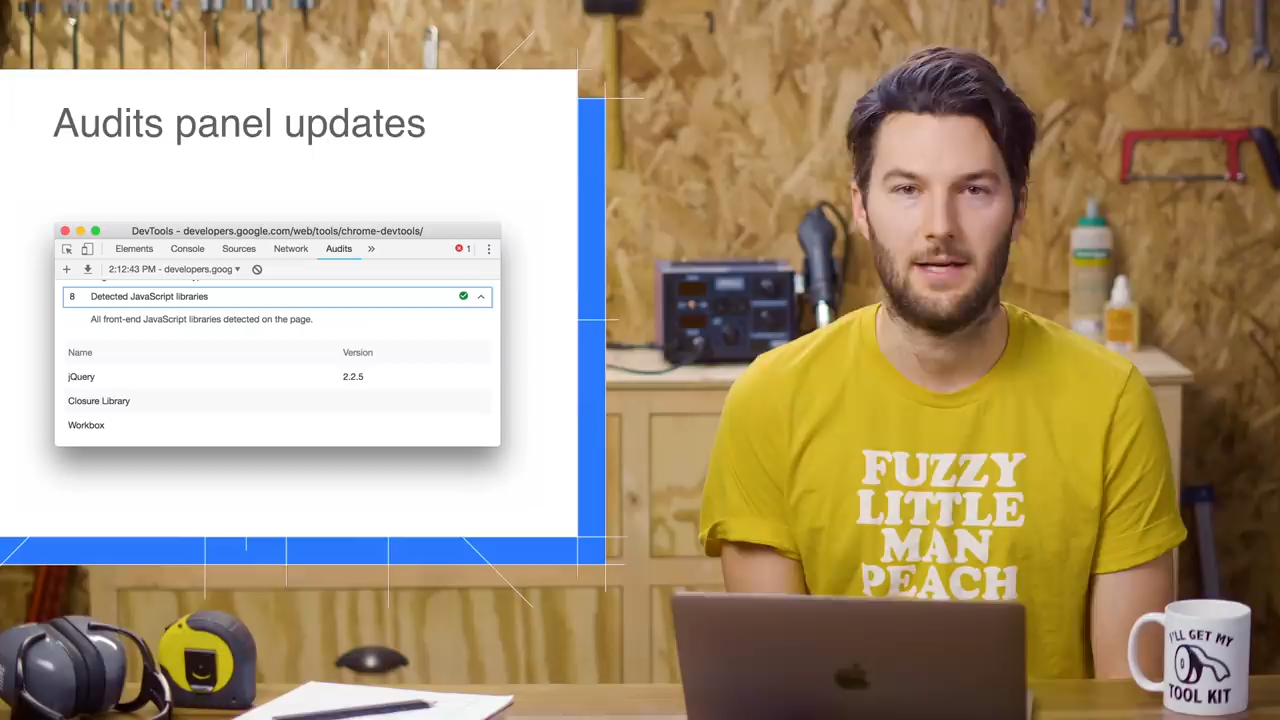 Audits panel updates
DevTools - developers.google.com/web/tools/chrome-devtools/
Elements Console Sources Network Audits » 1
2:12:43 PM - developers.goog
8 Detected JavaScript libraries
All front-end JavaScript libraries detected on the page.
Name Version
jQuery 2.2.5
Closure Library
Workbox
FUZZY
LITTLE
MAN
PEACH
I'LL GET MY
TOOL KIT